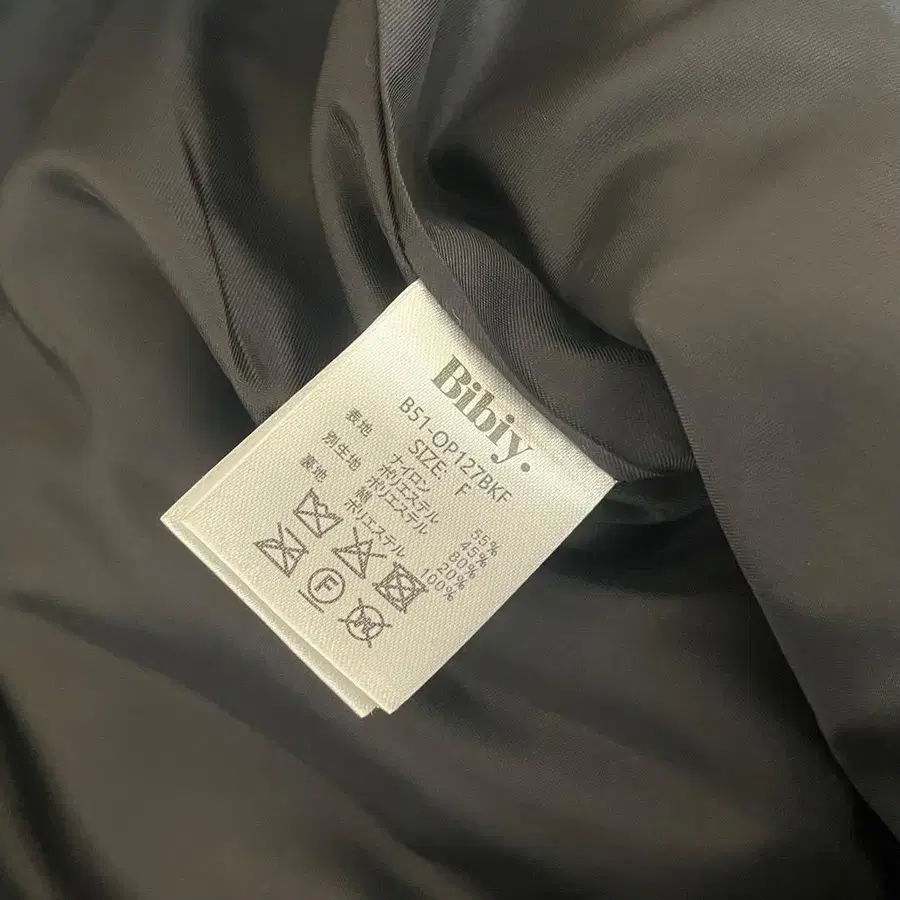 Bibiy.
B51-OP127BKF
SIZE: F
表地 ナイロン 55%
ポリエステル 45%
別生地 ポリエステル 80%
綿 20%
裏地 ポリエステル 100%
F
W